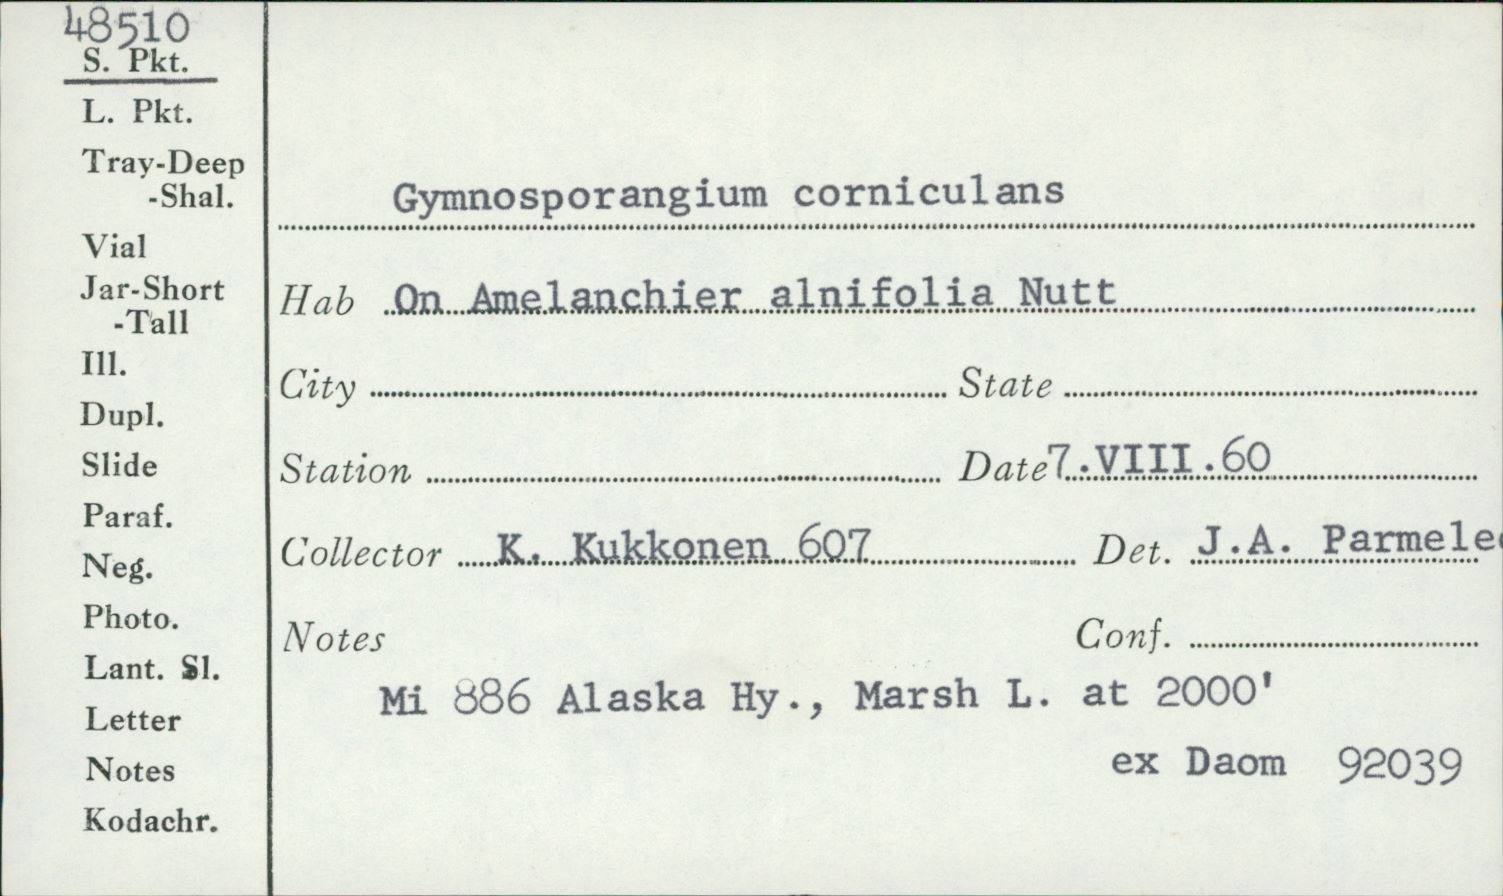 48510
S. Pkt.
L. Pkt.
Tray-Deep
-Shal.
Vial
Jar-Short
-Tall
Ill.
Dupl.
Slide
Paraf.
Neg.
Photo.
Lant. Sl.
Letter
Notes
Kodachr.
Gymnosporangium corniculans
Hab On Amelanchier alnifolia Nutt
City State
Station Date 7.VIII.60
Collector K. Kukkonen 607 Det. J.A. Parmelee
Notes Conf.
Mi 886 Alaska Hy., Marsh L. at 2000'
ex Daom 92039